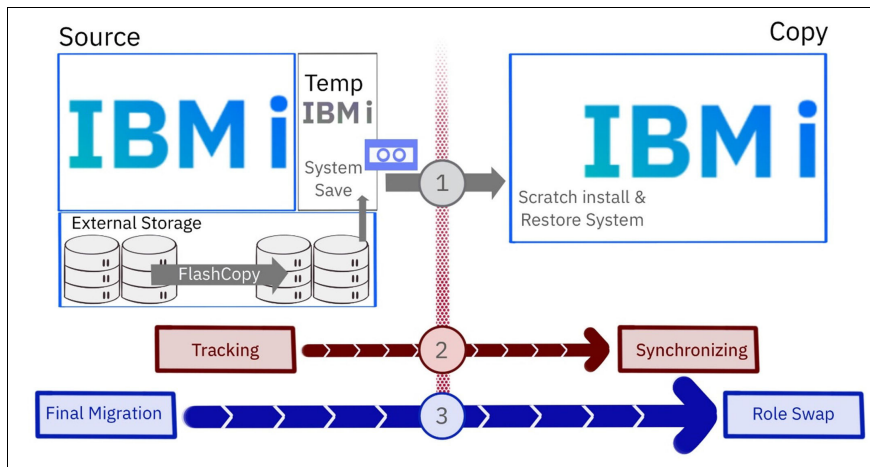 Source
Copy
IBM i
Temp
IBM i
System
Save
1
IBM i
Scratch install &
Restore System
External Storage
FlashCopy
Tracking
2
Synchronizing
Final Migration
3
Role Swap